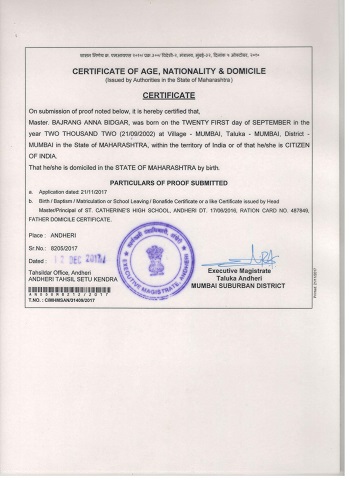 CERTIFICATE OF AGE, NATIONALITY & DOMICILE
(Issued by Authorities in the State of Maharashtra)
CERTIFICATE
On submission of proof noted below, it is hereby certified that,
Master. BAJRANG ANNA BIDGAR, was born on the TWENTY FIRST day of SEPTEMBER in the
year TWO THOUSAND TWO (21/09/2002) at Village - MUMBAI, Taluka - MUMBAI, District -
MUMBAI in the State of MAHARASHTRA, within the territory of India or of that he/she is CITIZEN
OF INDIA.
That he/she is domiciled in the STATE OF MAHARASHTRA by birth.
PARTICULARS OF PROOF SUBMITTED
a. Application dated: 21/11/2017
b. Birth / Baptism / Matriculation or School Leaving / Bonafide Certificate or a like Certificate issued by Head
Master/Principal of ST. CATHERINE'S HIGH SCHOOL, ANDHERI DT. 17/06/2016, RATION CARD NO. 487849,
FATHER DOMICILE CERTIFICATE.
Place : ANDHERI
Sr.No.: 8205/2017
Dated : 12 DEC 2017
Tahsildar Office, Andheri
ANDHERI TAHSIL SETU KENDRA
T.NO. : CIMHMSAN/31409/2017
EXECUTIVE MAGISTRATE, ANDHERI
Executive Magistrate
Taluka Andheri
MUMBAI SUBURBAN DISTRICT